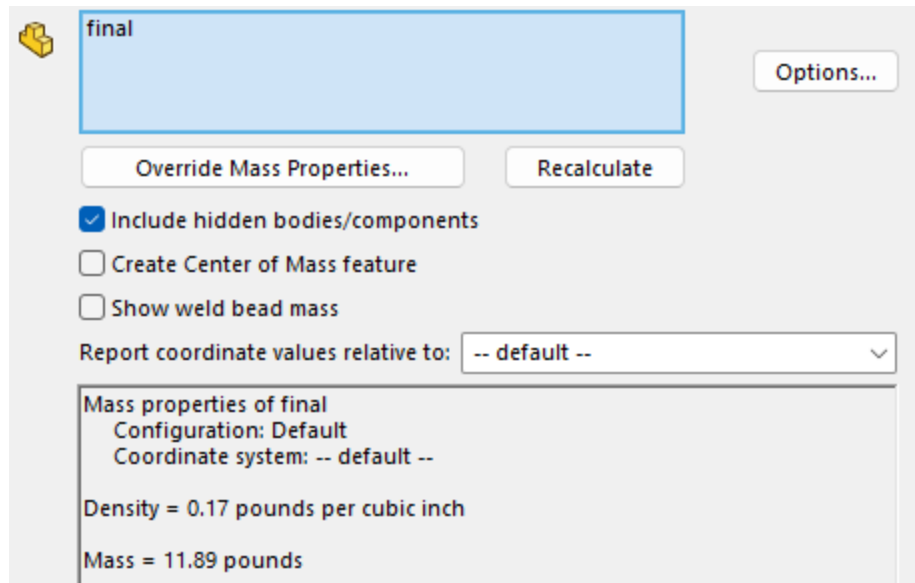 final
Options...
Override Mass Properties...
Recalculate
Include hidden bodies/components
Create Center of Mass feature
Show weld bead mass
Report coordinate values relative to: -- default --
Mass properties of final
Configuration: Default
Coordinate system: -- default --
Density = 0.17 pounds per cubic inch
Mass = 11.89 pounds